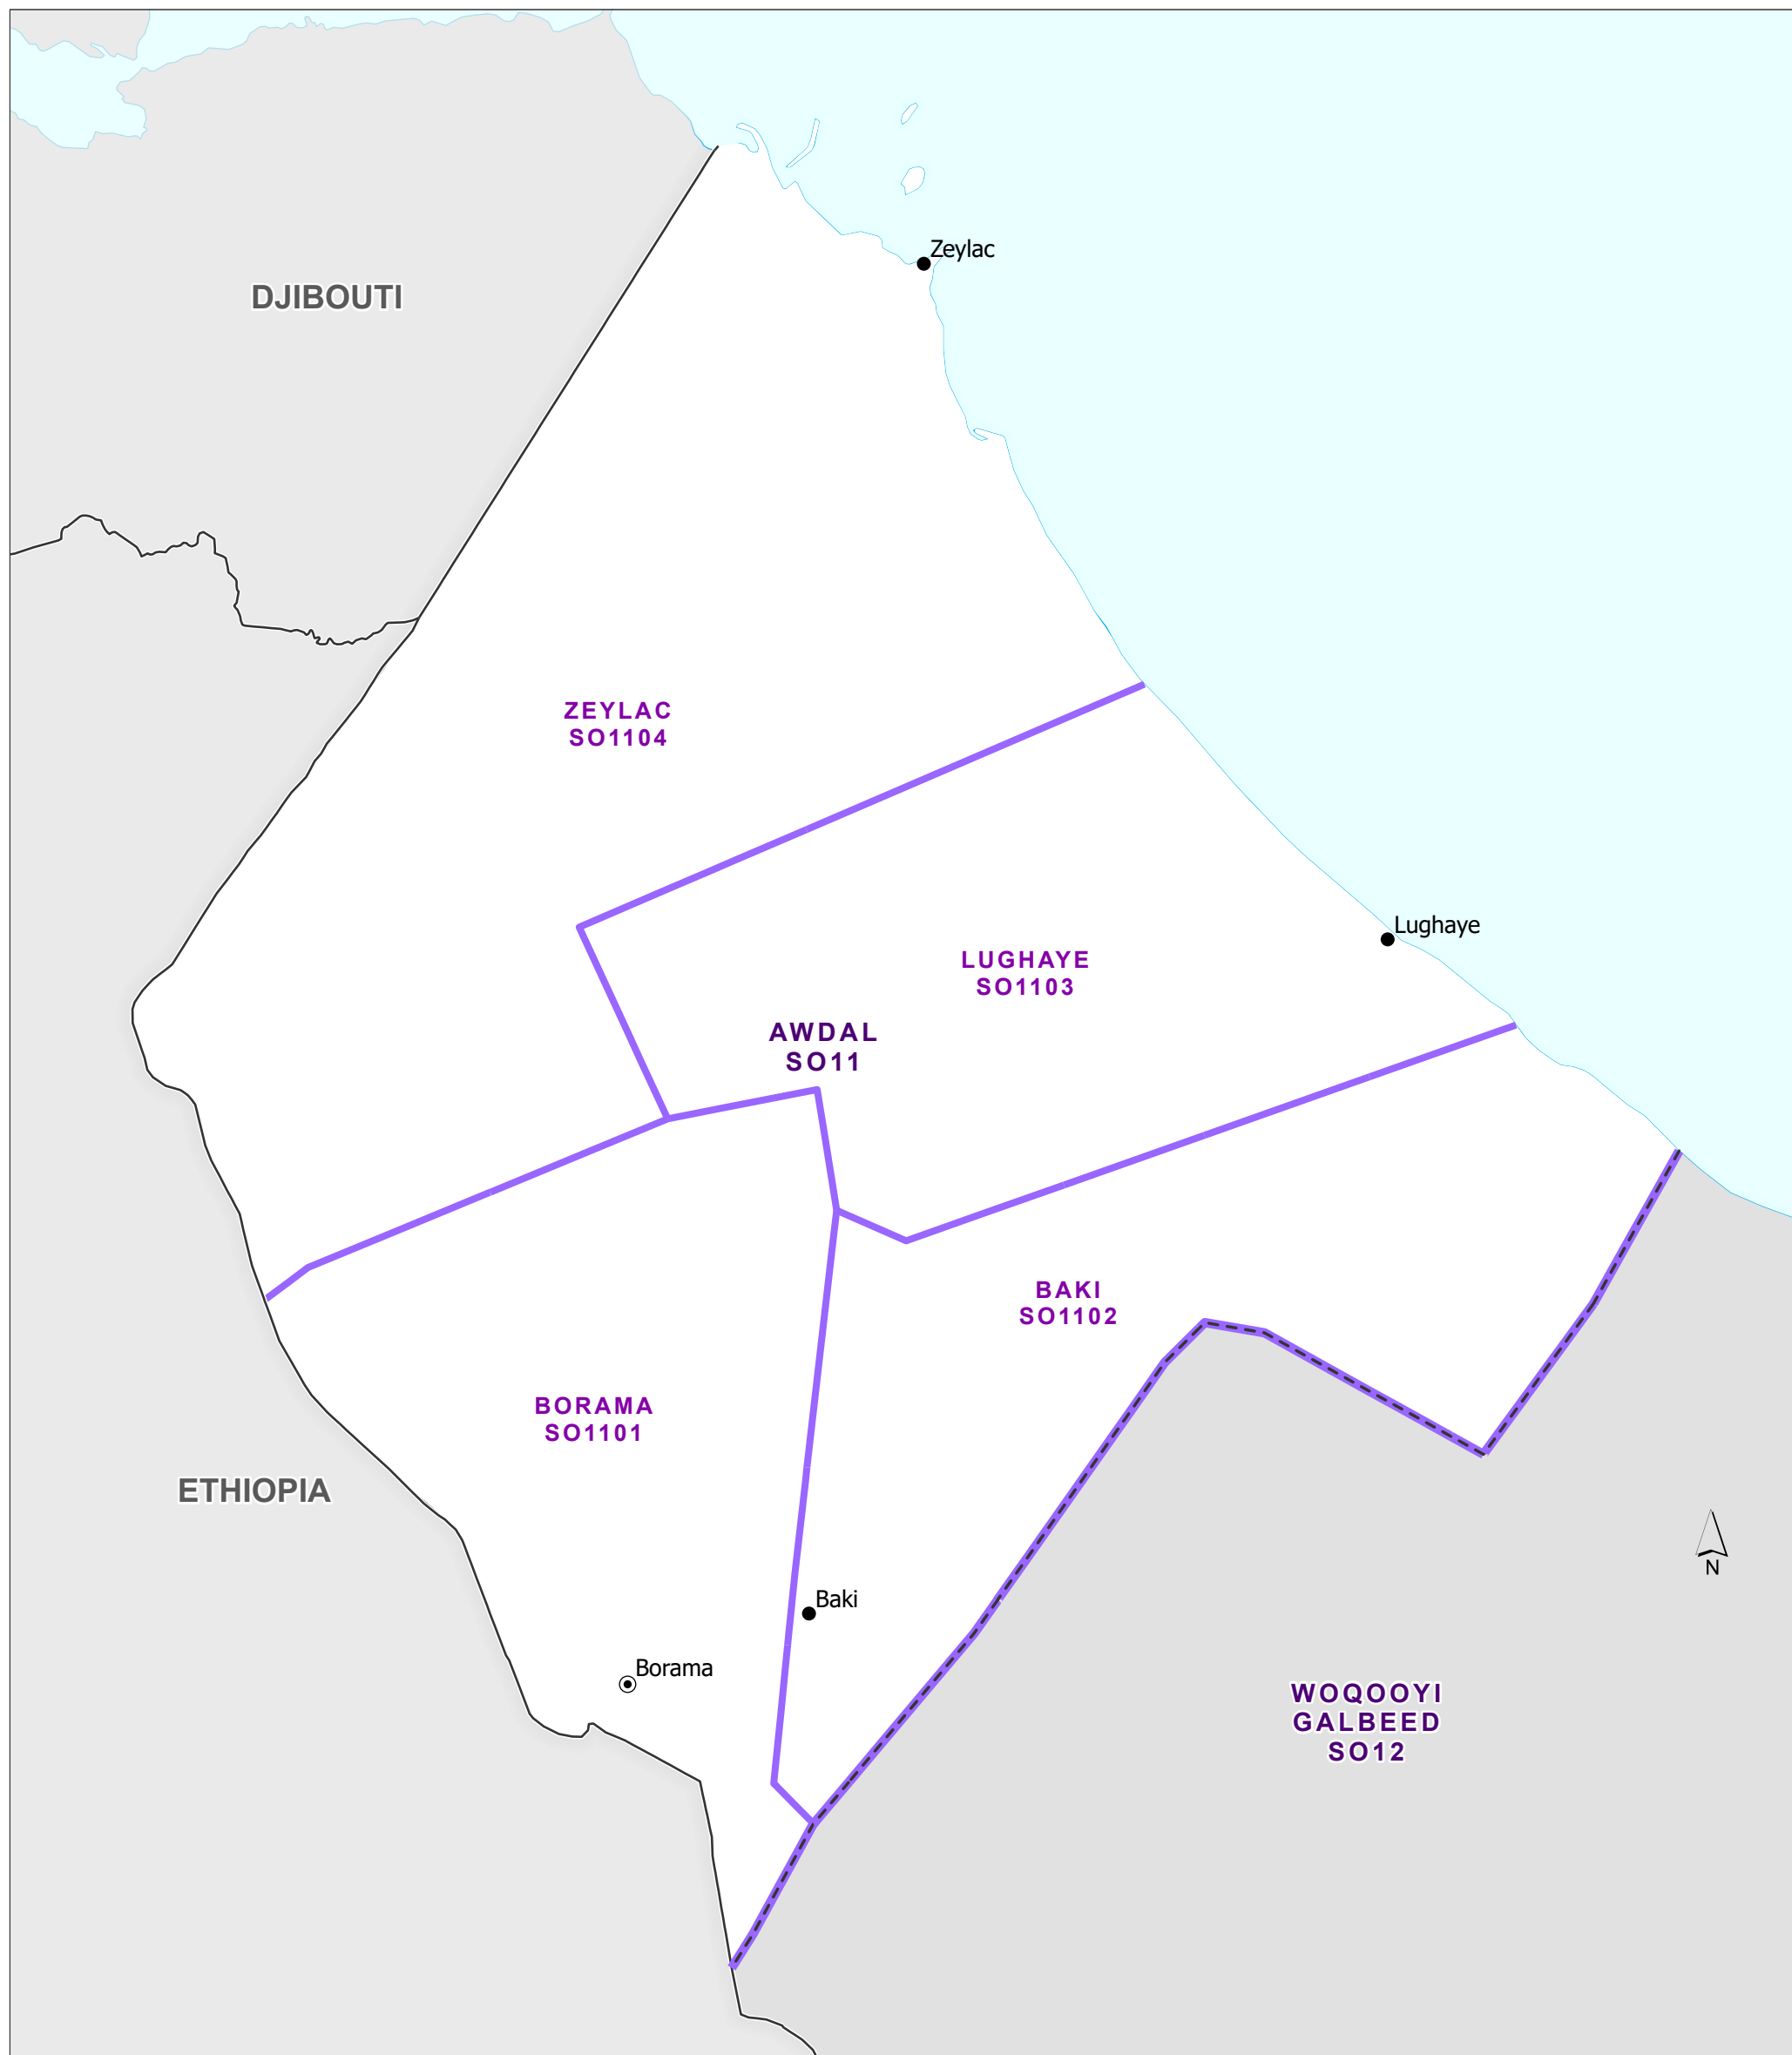 Zeylac
DJIBOUTI
ZEYLAC
SO1104
Lughaye
LUGHAYE
SO1103
AWDAL
SO11
BAKI
SO1102
BORAMA
SO1101
ETHIOPIA
N
Baki
Borama
WOQOOYI
GALBEED
SO12